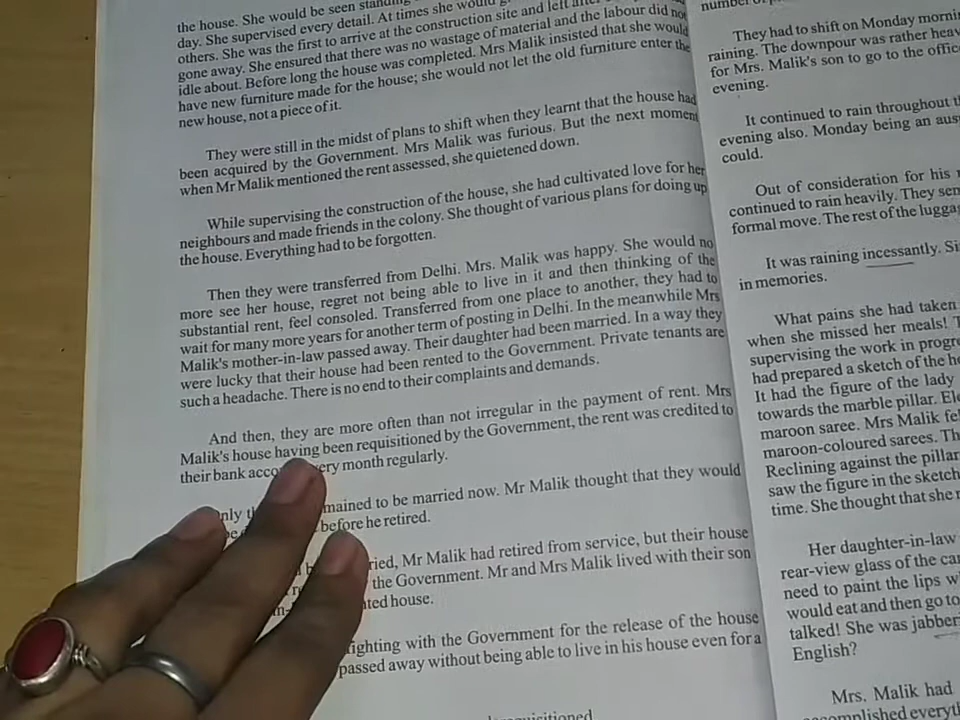 the house. She would be seen standing
day. She supervised every detail. At times she would
others. She was the first to arrive at the construction site and left after
gone away. She ensured that there was no wastage of material and the labour did not
idle about. Before long the house was completed. Mrs Malik insisted that she would
have new furniture made for the house; she would not let the old furniture enter the
new house, not a piece of it.
They were still in the midst of plans to shift when they learnt that the house had
been acquired by the Government. Mrs Malik was furious. But the next moment
when Mr Malik mentioned the rent assessed, she quietened down.
While supervising the construction of the house, she had cultivated love for her
neighbours and made friends in the colony. She thought of various plans for doing up
the house. Everything had to be forgotten.
Then they were transferred from Delhi. Mrs. Malik was happy. She would no
more see her house, regret not being able to live in it and then thinking of the
substantial rent, feel consoled. Transferred from one place to another, they had to
wait for many more years for another term of posting in Delhi. In the meanwhile Mrs
Malik's mother-in-law passed away. Their daughter had been married. In a way they
were lucky that their house had been rented to the Government. Private tenants are
such a headache. There is no end to their complaints and demands.
And then, they are more often than not irregular in the payment of rent. Mrs
Malik's house having been requisitioned by the Government, the rent was credited to
their bank every month regularly.
mained to be married now. Mr Malik thought that they would
before he retired.
Mr Malik had retired from service, but their house
the Government. Mr and Mrs Malik lived with their son
house.
fighting with the Government for the release of the house
passed away without being able to live in his house even for a
They had to shift on Monday
raining. The downpour was rather
for Mrs. Malik's son to go to the
evening.
It continued to rain throughout
evening also. Monday being an
could.
Out of consideration for his
continued to rain heavily. They
formal move. The rest of the
It was raining incessantly.
in memories.
What pains she had taken
when she missed her meals!
supervising the work in
had prepared a sketch of the
It had the figure of the lady
towards the marble pillar.
maroon saree. Mrs Malik
maroon-coloured sarees.
Reclining against the pillar
saw the figure in the sketch
time. She thought that she
Her daughter-in-law
rear-view glass of the
need to paint the lips
would eat and then go to
talked! She was
English?
Mrs. Malik had